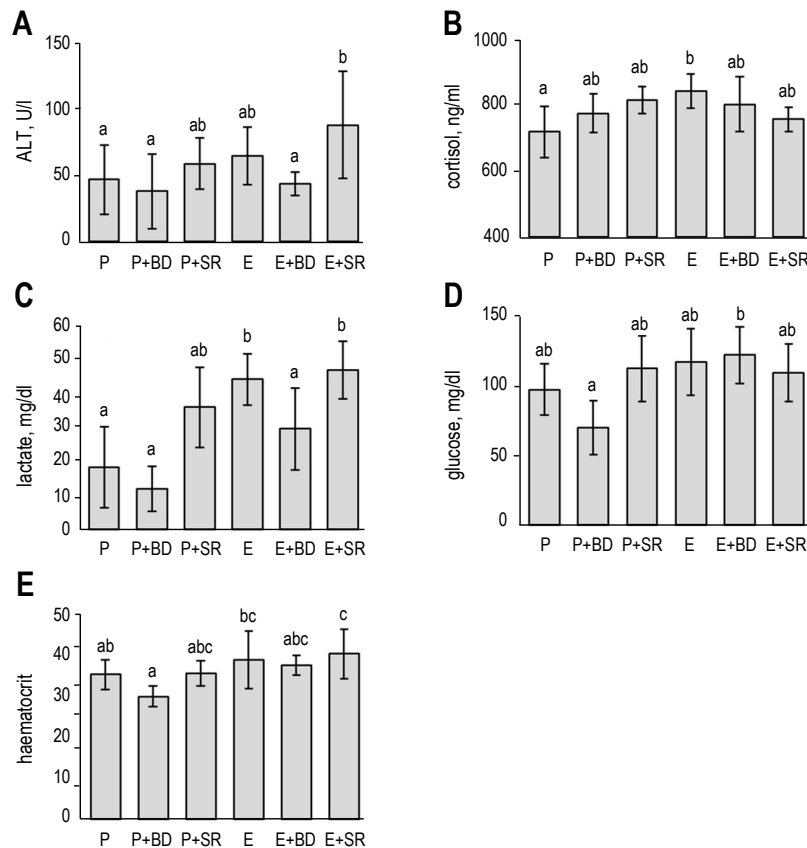 A
150
100
50
0
ALT, U/l
a
a
ab
ab
a
b
P
P+BD
P+SR
E
E+BD
E+SR
B
1000
800
600
400
cortisol, ng/ml
a
ab
ab
b
ab
ab
P
P+BD
P+SR
E
E+BD
E+SR
C
60
50
40
30
20
10
0
lactate, mg/dl
a
a
ab
b
a
b
P
P+BD
P+SR
E
E+BD
E+SR
D
150
100
50
0
glucose, mg/dl
ab
a
ab
ab
b
ab
P
P+BD
P+SR
E
E+BD
E+SR
E
50
40
30
20
10
0
haematocrit
ab
a
abc
bc
abc
c
P
P+BD
P+SR
E
E+BD
E+SR